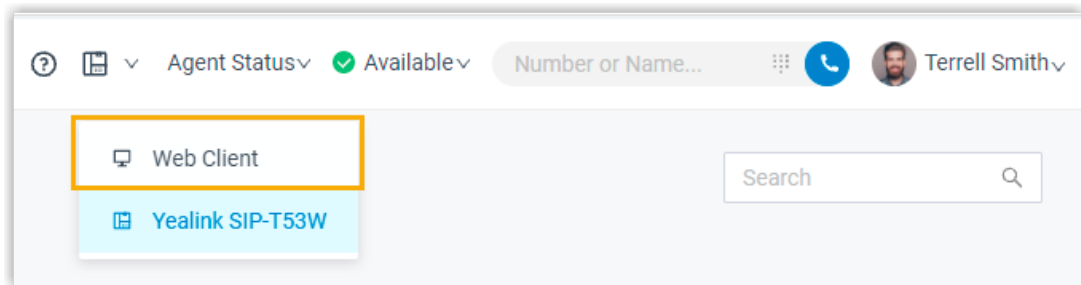 Agent Status Available Number or Name... Terrell Smith
Web Client
Search
Yealink SIP-T53W